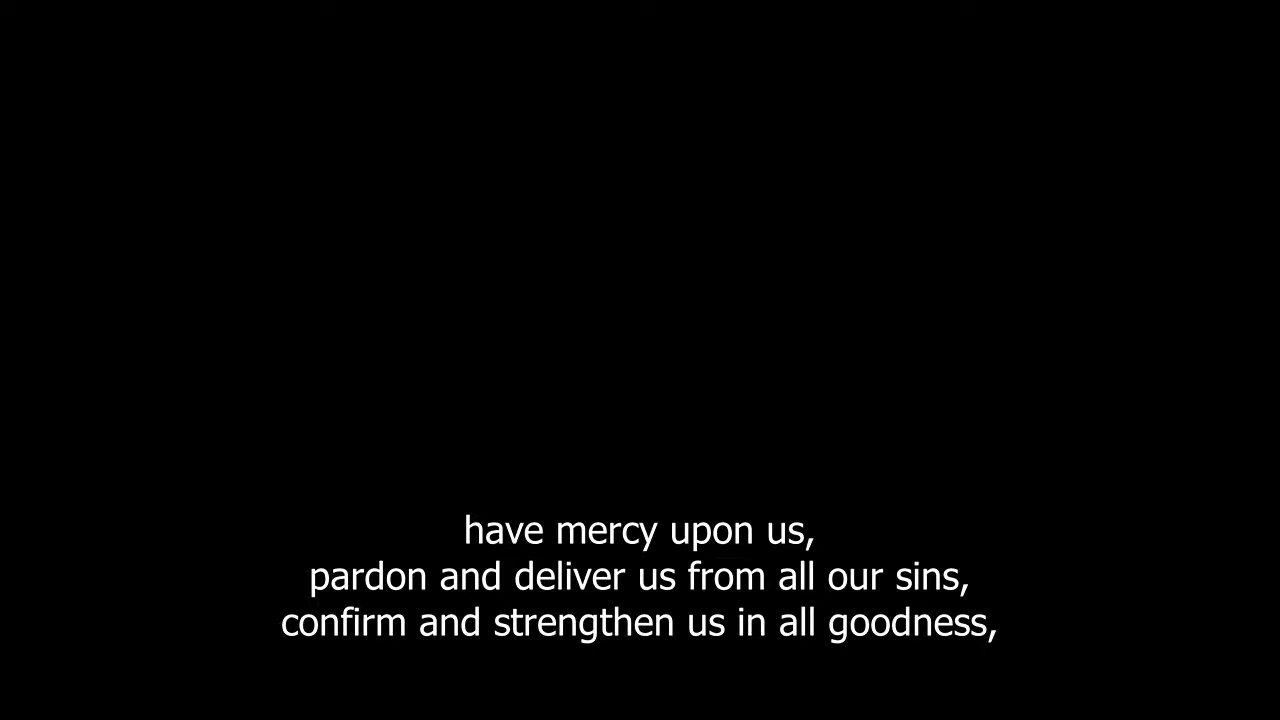 have mercy upon us,
pardon and deliver us from all our sins,
confirm and strengthen us in all goodness,